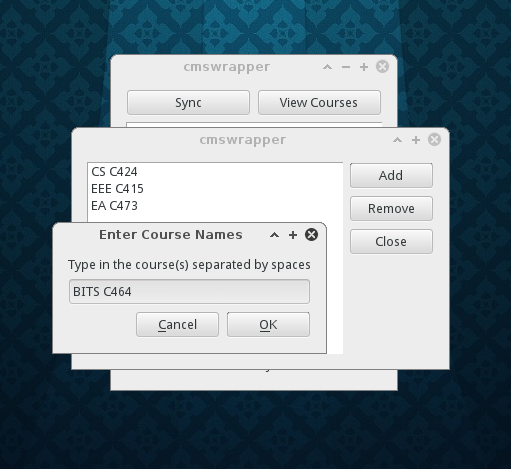 cmswrapper
Sync
View Courses
cmswrapper
CS C424
EEE C415
EA C473
Add
Remove
Close
Enter Course Names
Type in the course(s) separated by spaces
BITS C464
Cancel
OK